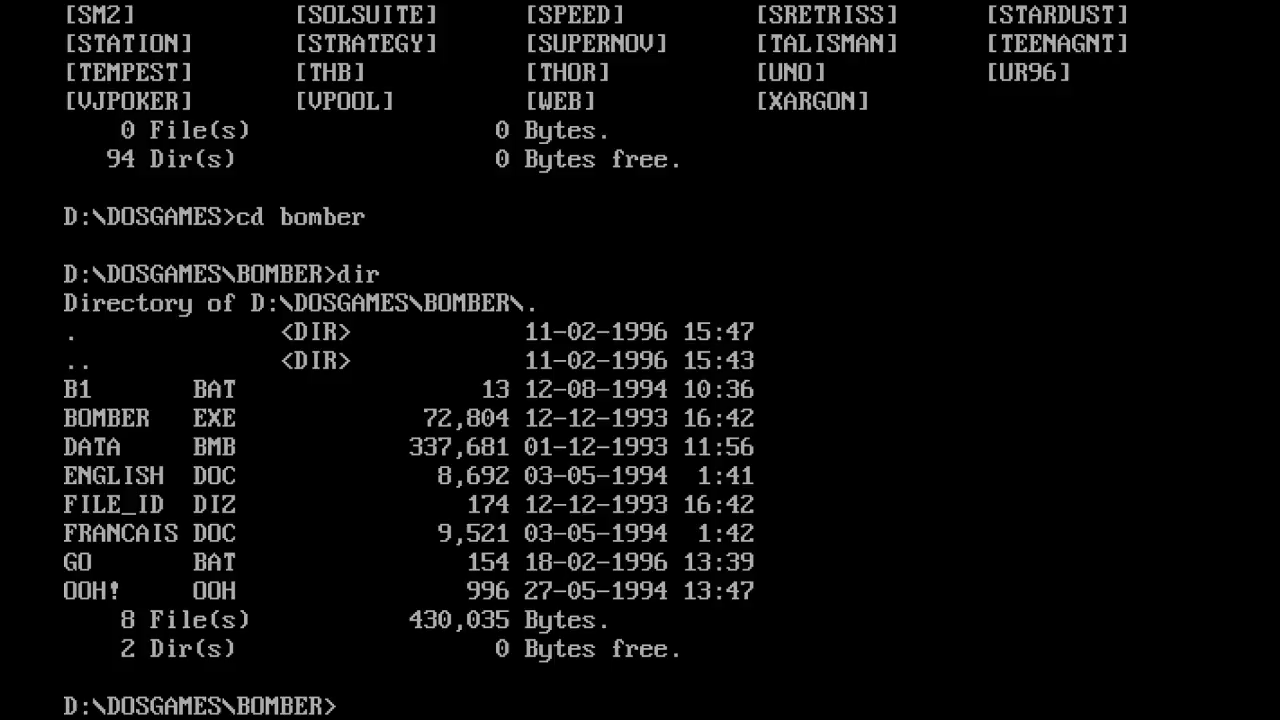 [SM2] [SOLSUITE] [SPEED] [SRETRISS] [STARDUST]
[STATION] [STRATEGY] [SUPERNOV] [TALISMAN] [TEENAGNT]
[TEMPEST] [THB] [THOR] [UNO] [UR96]
[VJPOKER] [VPOOL] [WEB] [XARGON]
0 File(s) 0 Bytes.
94 Dir(s) 0 Bytes free.
D:\DOSGAMES>cd bomber
D:\DOSGAMES\BOMBER>dir
Directory of D:\DOSGAMES\BOMBER\.
. <DIR> 11-02-1996 15:47
.. <DIR> 11-02-1996 15:43
B1 BAT 13 12-08-1994 10:36
BOMBER EXE 72,804 12-12-1993 16:42
DATA BMB 337,681 01-12-1993 11:56
ENGLISH DOC 8,692 03-05-1994 1:41
FILE_ID DIZ 174 12-12-1993 16:42
FRANCAIS DOC 9,521 03-05-1994 1:42
GO BAT 154 18-02-1996 13:39
OOH! OOH 996 27-05-1994 13:47
8 File(s) 430,035 Bytes.
2 Dir(s) 0 Bytes free.
D:\DOSGAMES\BOMBER>